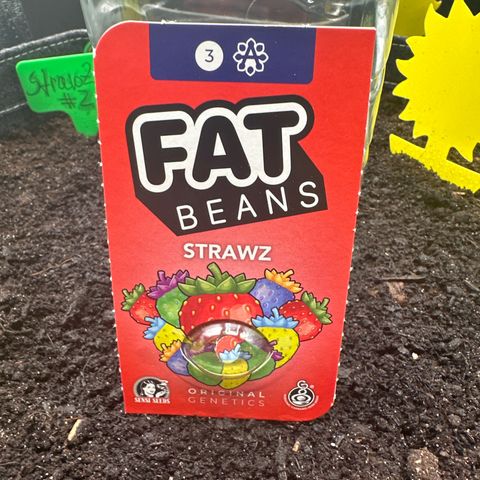 3 A
FAT
BEANS
STRAWZ
ORIGINAL
GENETICS
SENSI SEEDS
Strawz
#2